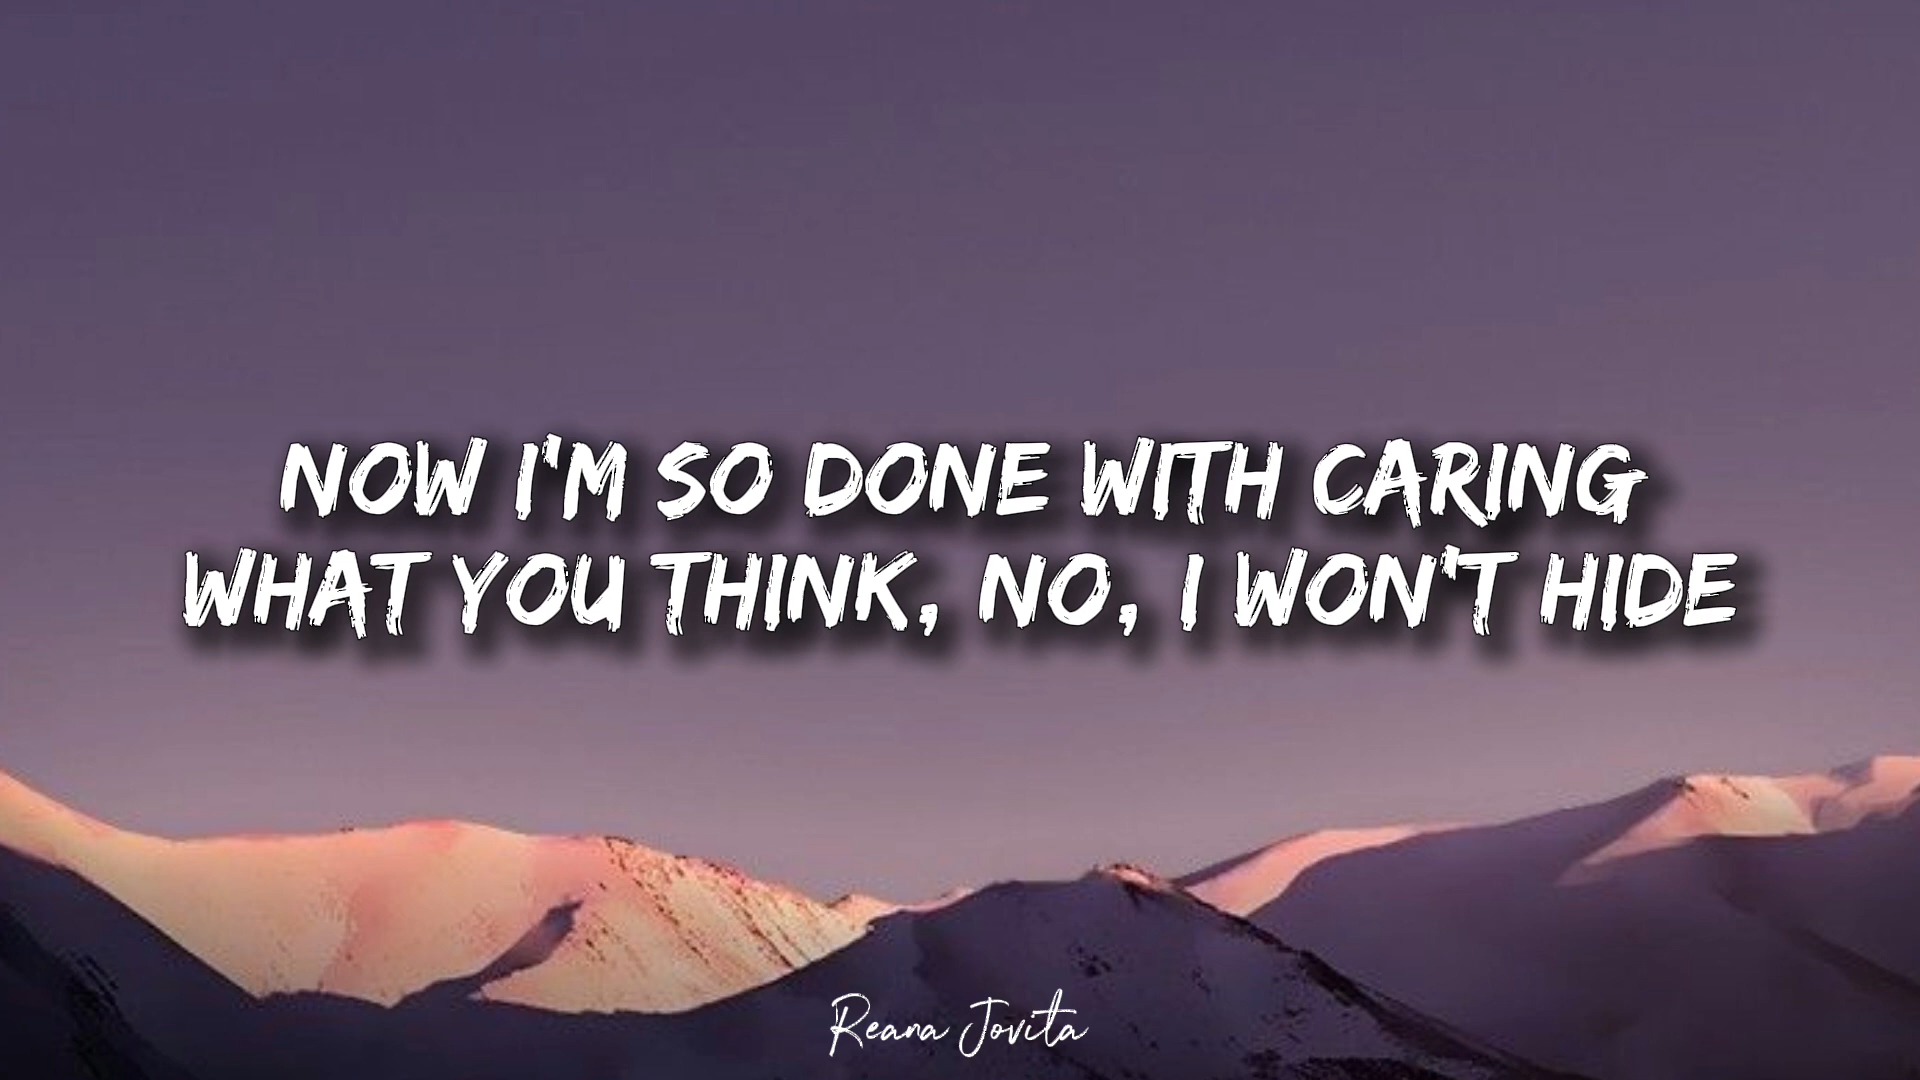 NOW I'M SO DONE WITH CARING
WHAT YOU THINK, NO, I WON'T HIDE
Reana Jovita